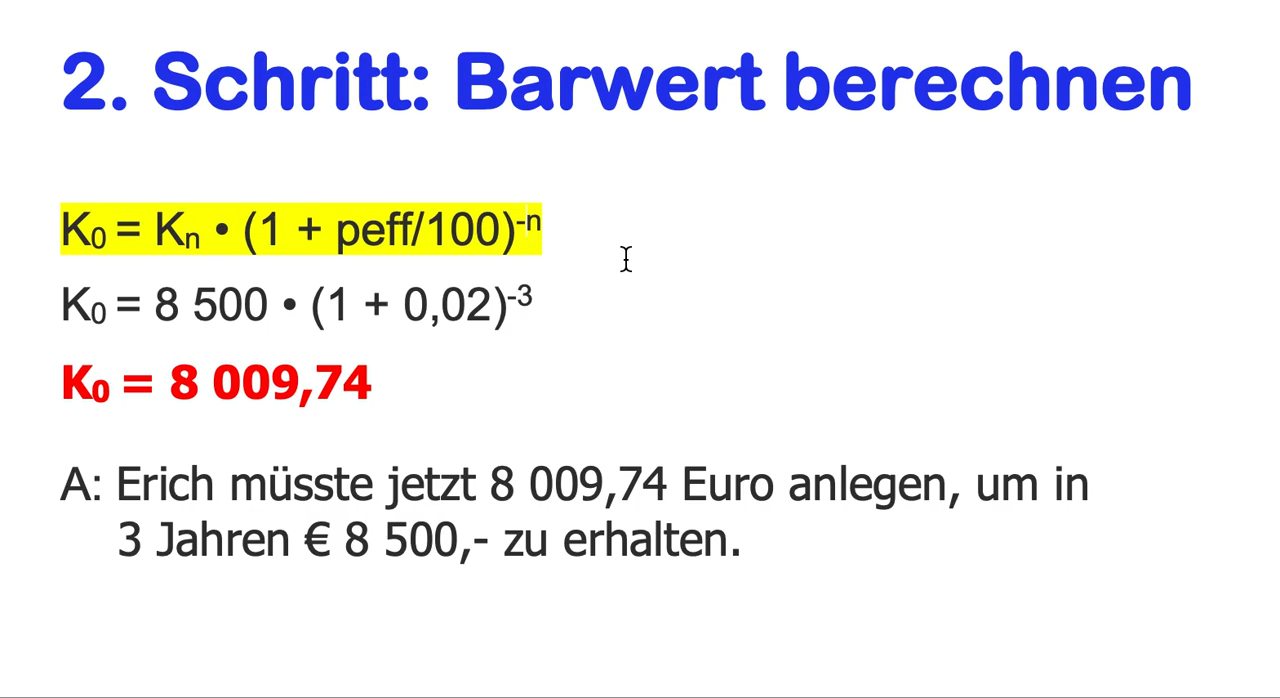 2. Schritt: Barwert berechnen
K₀ = Kₙ • (1 + peff/100)⁻ⁿ
K₀ = 8 500 • (1 + 0,02)⁻³
K₀ = 8 009,74
A: Erich müsste jetzt 8 009,74 Euro anlegen, um in
3 Jahren € 8 500,- zu erhalten.